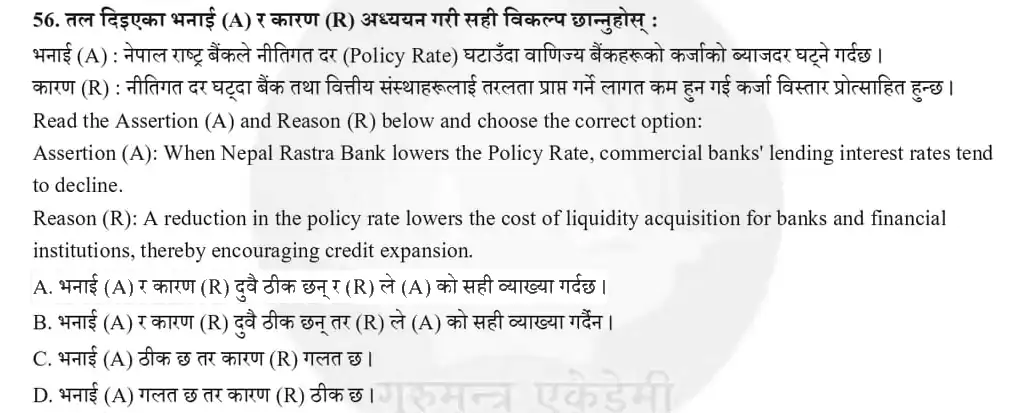 56. तल दिइएका भनाई (A) र कारण (R) अध्ययन गरी सही विकल्प छान्नुहोस् :
भनाई (A) : नेपाल राष्ट्र बैंकले नीतिगत दर (Policy Rate) घटाउँदा वाणिज्य बैंकहरूको कर्जाको ब्याजदर घट्ने गर्दछ ।
कारण (R) : नीतिगत दर घट्दा बैंक तथा वित्तीय संस्थाहरूलाई तरलता प्राप्त गर्ने लागत कम हुन गई कर्जा विस्तार प्रोत्साहित हुन्छ ।
Read the Assertion (A) and Reason (R) below and choose the correct option:
Assertion (A): When Nepal Rastra Bank lowers the Policy Rate, commercial banks' lending interest rates tend
to decline.
Reason (R): A reduction in the policy rate lowers the cost of liquidity acquisition for banks and financial
institutions, thereby encouraging credit expansion.
A. भनाई (A) र कारण (R) दुवै ठीक छन् र (R) ले (A) को सही व्याख्या गर्दछ ।
B. भनाई (A) र कारण (R) दुवै ठीक छन् तर (R) ले (A) को सही व्याख्या गर्दैन ।
C. भनाई (A) ठीक छ तर कारण (R) गलत छ ।
D. भनाई (A) गलत छ तर कारण (R) ठीक छ ।
गुरुमन्त्र एकेडेमी